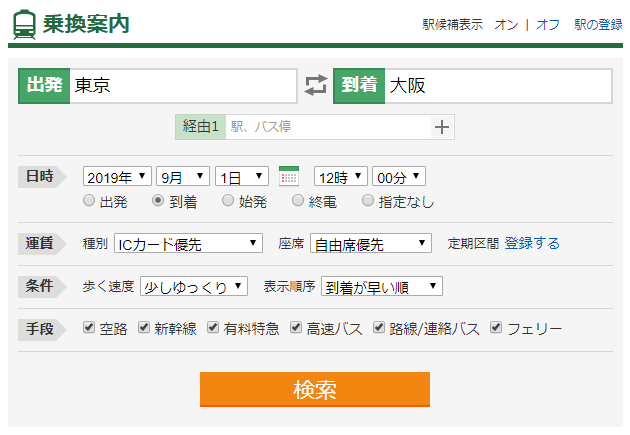 乗換案内
駅候補表示 オン | オフ 駅の登録
出発 東京 到着 大阪
経由1 駅、バス停
日時 2019年 9月 1日 12時 00分
出発 到着 始発 終電 指定なし
運賃 種別 ICカード優先 座席 自由席優先 定期区間 登録する
条件 歩く速度 少しゆっくり 表示順序 到着が早い順
手段 空路 新幹線 有料特急 高速バス 路線/連絡バス フェリー
検索